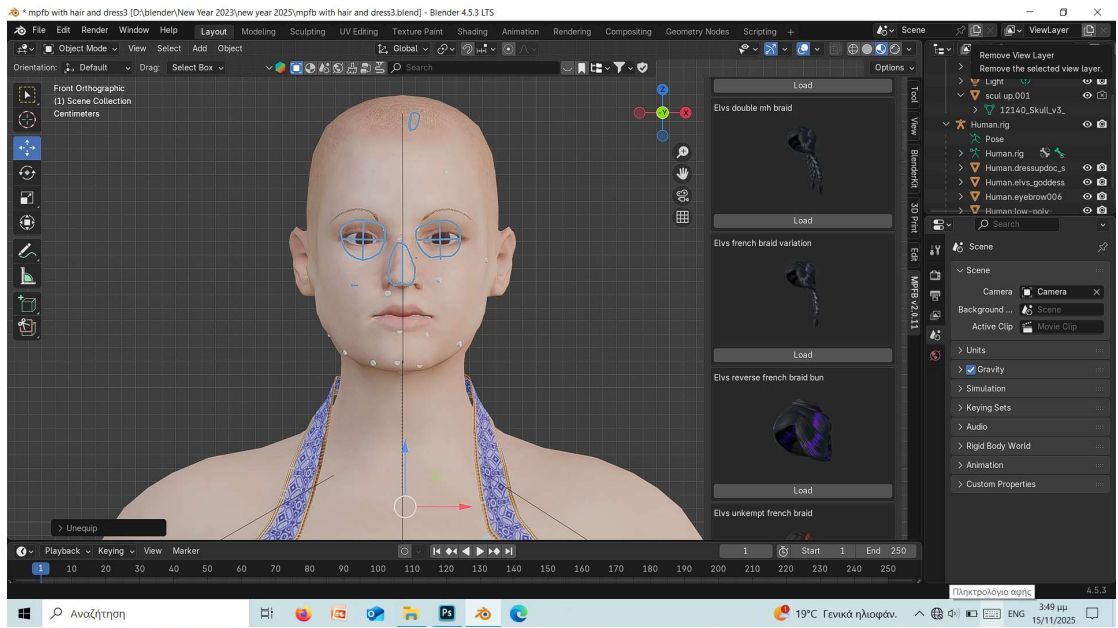 * mpfb with hair and dress3 [D:\blender\New Year 2023\new year 2025\mpfb with hair and dress3.blend] - Blender 4.5.3 LTS
File Edit Render Window Help Layout Modeling Sculpting UV Editing Texture Paint Shading Animation Rendering Compositing Geometry Nodes Scripting + Scene ViewLayer
Object Mode View Select Add Object Global
Remove View Layer
Remove the selected view layer.
Orientation: Default Drag: Select Box Search Options
Front Orthographic
(1) Scene Collection
Centimeters
Z
X
-Y
Load
Elvs double mh braid
Load
Elvs french braid variation
Load
Elvs reverse french braid bun
Load
Elvs unkempt french braid
Tool
View
BlenderKit
3D Print
Edit
MPFB v2.0.11
Light
scul up.001
12140_Skull_v3_
Human.rig
Pose
Human.rig
Human.dressupdoc_s
Human.elvs_goddess
Human.eyebrow006
Human.low-poly-
Search
Scene
Scene
Camera Camera
Background ... Scene
Active Clip Movie Clip
Units
Gravity
Simulation
Keying Sets
Audio
Rigid Body World
Animation
Custom Properties
Unequip
Playback Keying View Marker 1 Start 1 End 250
1 10 20 30 40 50 60 70 80 90 100 110 120 130 140 150 160 170 180 190 200 210 220 230 240 250
Πληκτρολόγιο αφής
4.5.3
Αναζήτηση
Ps
19°C Γενικά ηλιοφάν.
ENG
3:49 μμ
15/11/2025